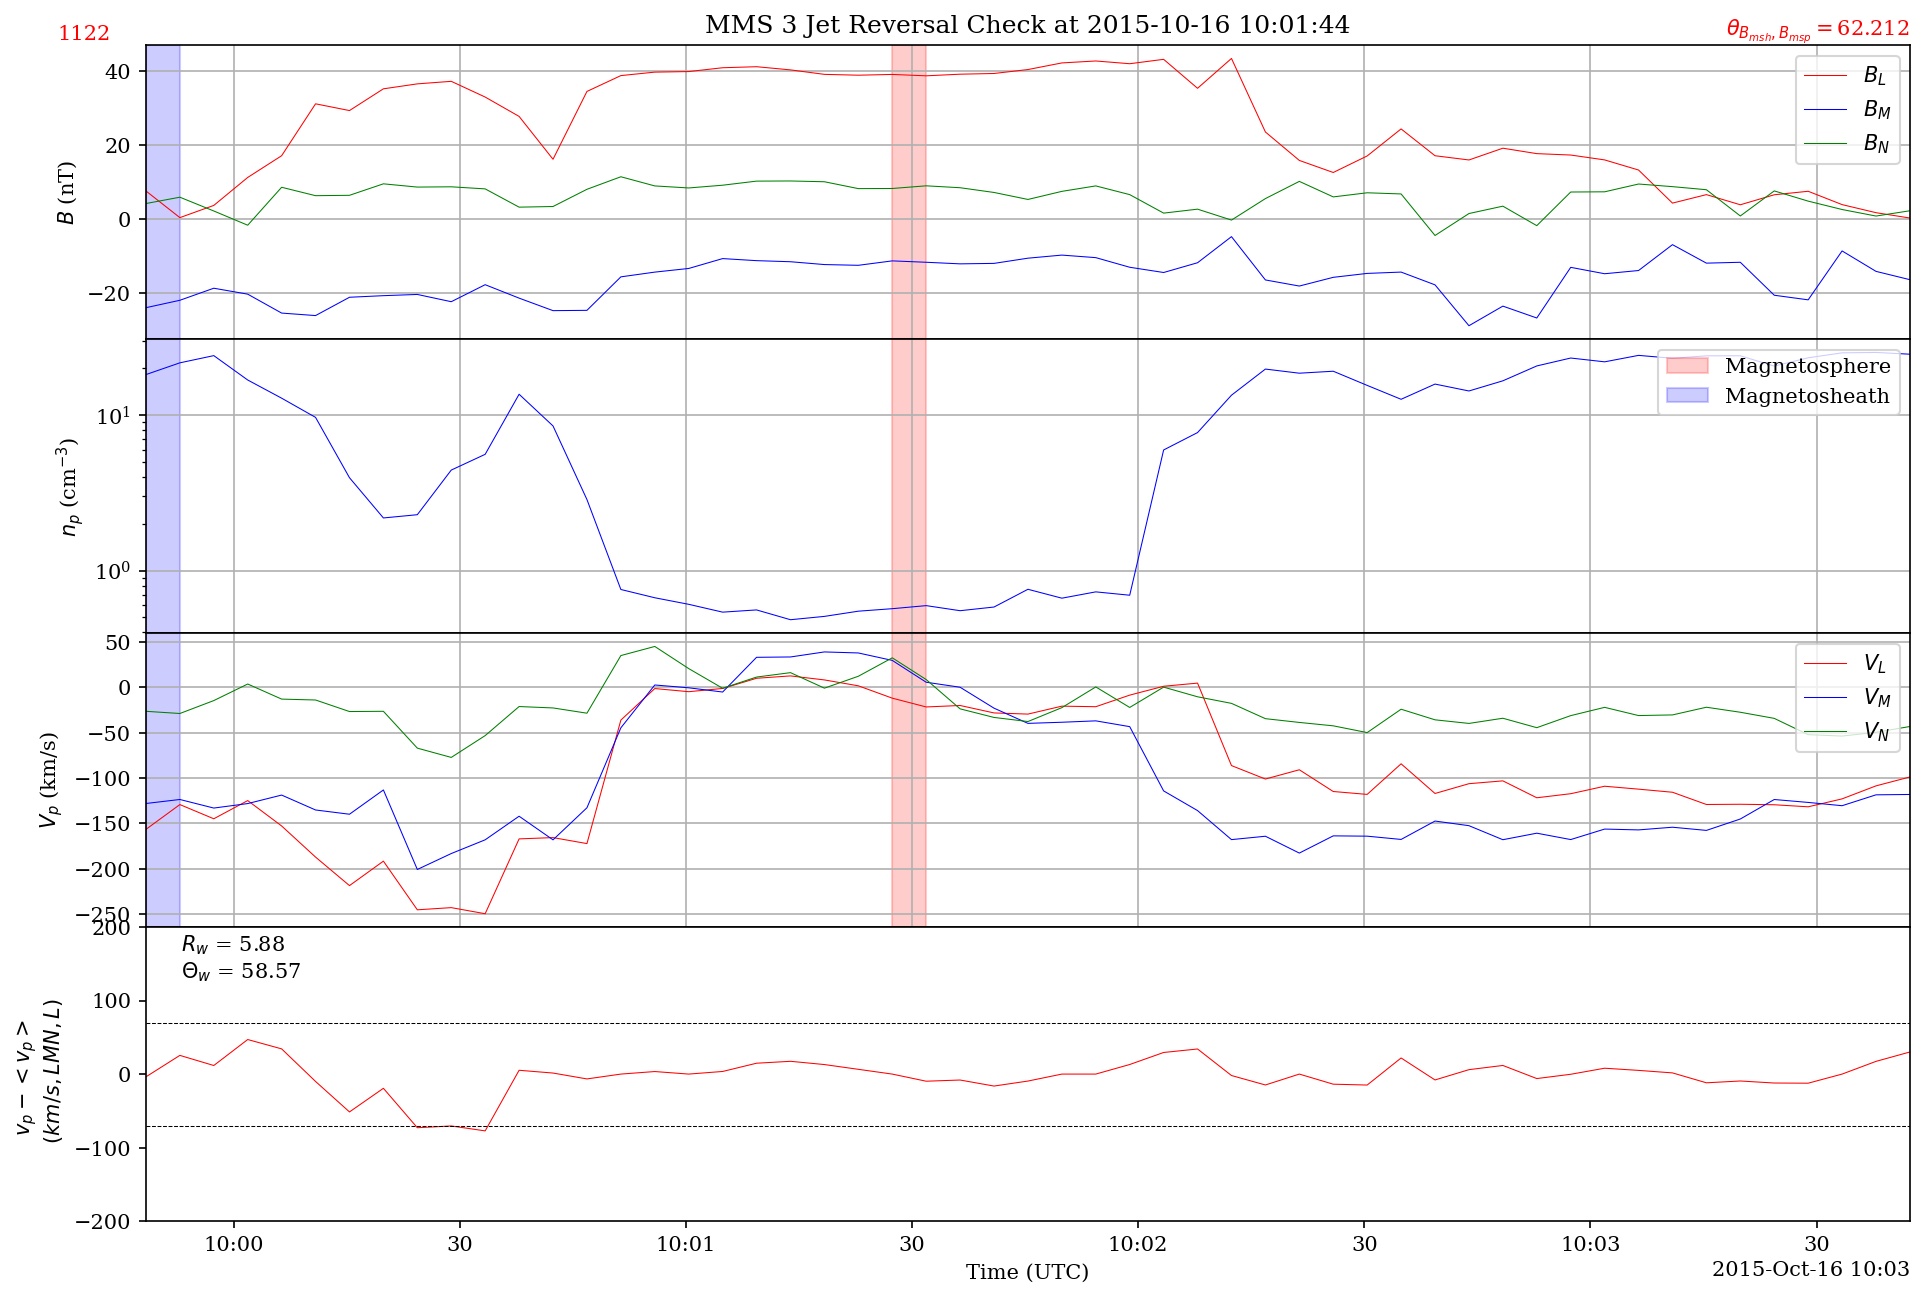 MMS 3 Jet Reversal Check at 2015-10-16 10:01:44
1122
θ_{B_{msh}, B_{msp}} = 62.212
B (nT)
40
20
0
−20
B_L
B_M
B_N
n_p (cm^{−3})
10^1
10^0
Magnetosphere
Magnetosheath
V_p (km/s)
50
0
−50
−100
−150
−200
−250
V_L
V_M
V_N
v_p − <v_p>
(km/s, LMN, L)
200
100
0
−100
−200
R_w = 5.88
Θ_w = 58.57
10:00 30 10:01 30 10:02 30 10:03 30
Time (UTC)
2015-Oct-16 10:03